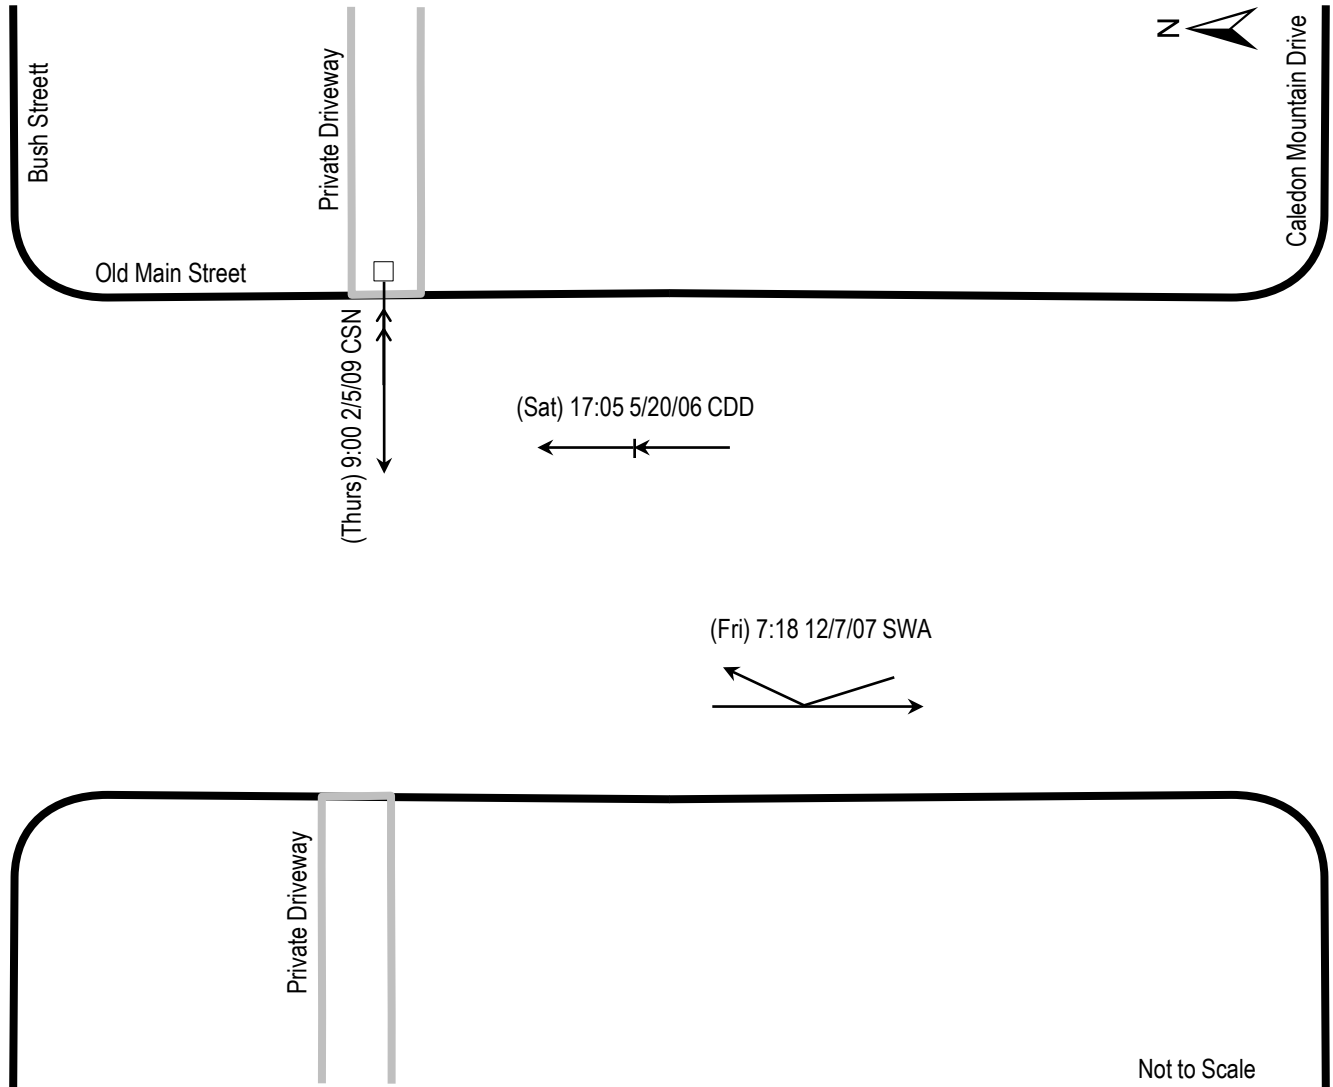 N
Caledon Mountain Drive
Bush Streett
Private Driveway
Old Main Street
(Thurs) 9:00 2/5/09 CSN
(Sat) 17:05 5/20/06 CDD
(Fri) 7:18 12/7/07 SWA
Private Driveway
Not to Scale